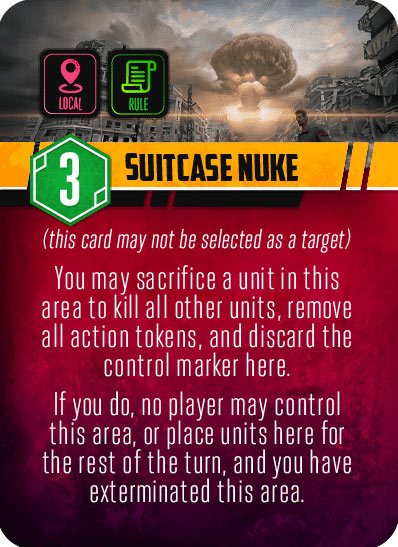 LOCAL
RULE
3
SUITCASE NUKE
(this card may not be selected as a target)
You may sacrifice a unit in this
area to kill all other units, remove
all action tokens, and discard the
control marker here.
If you do, no player may control
this area, or place units here for
the rest of the turn, and you have
exterminated this area.